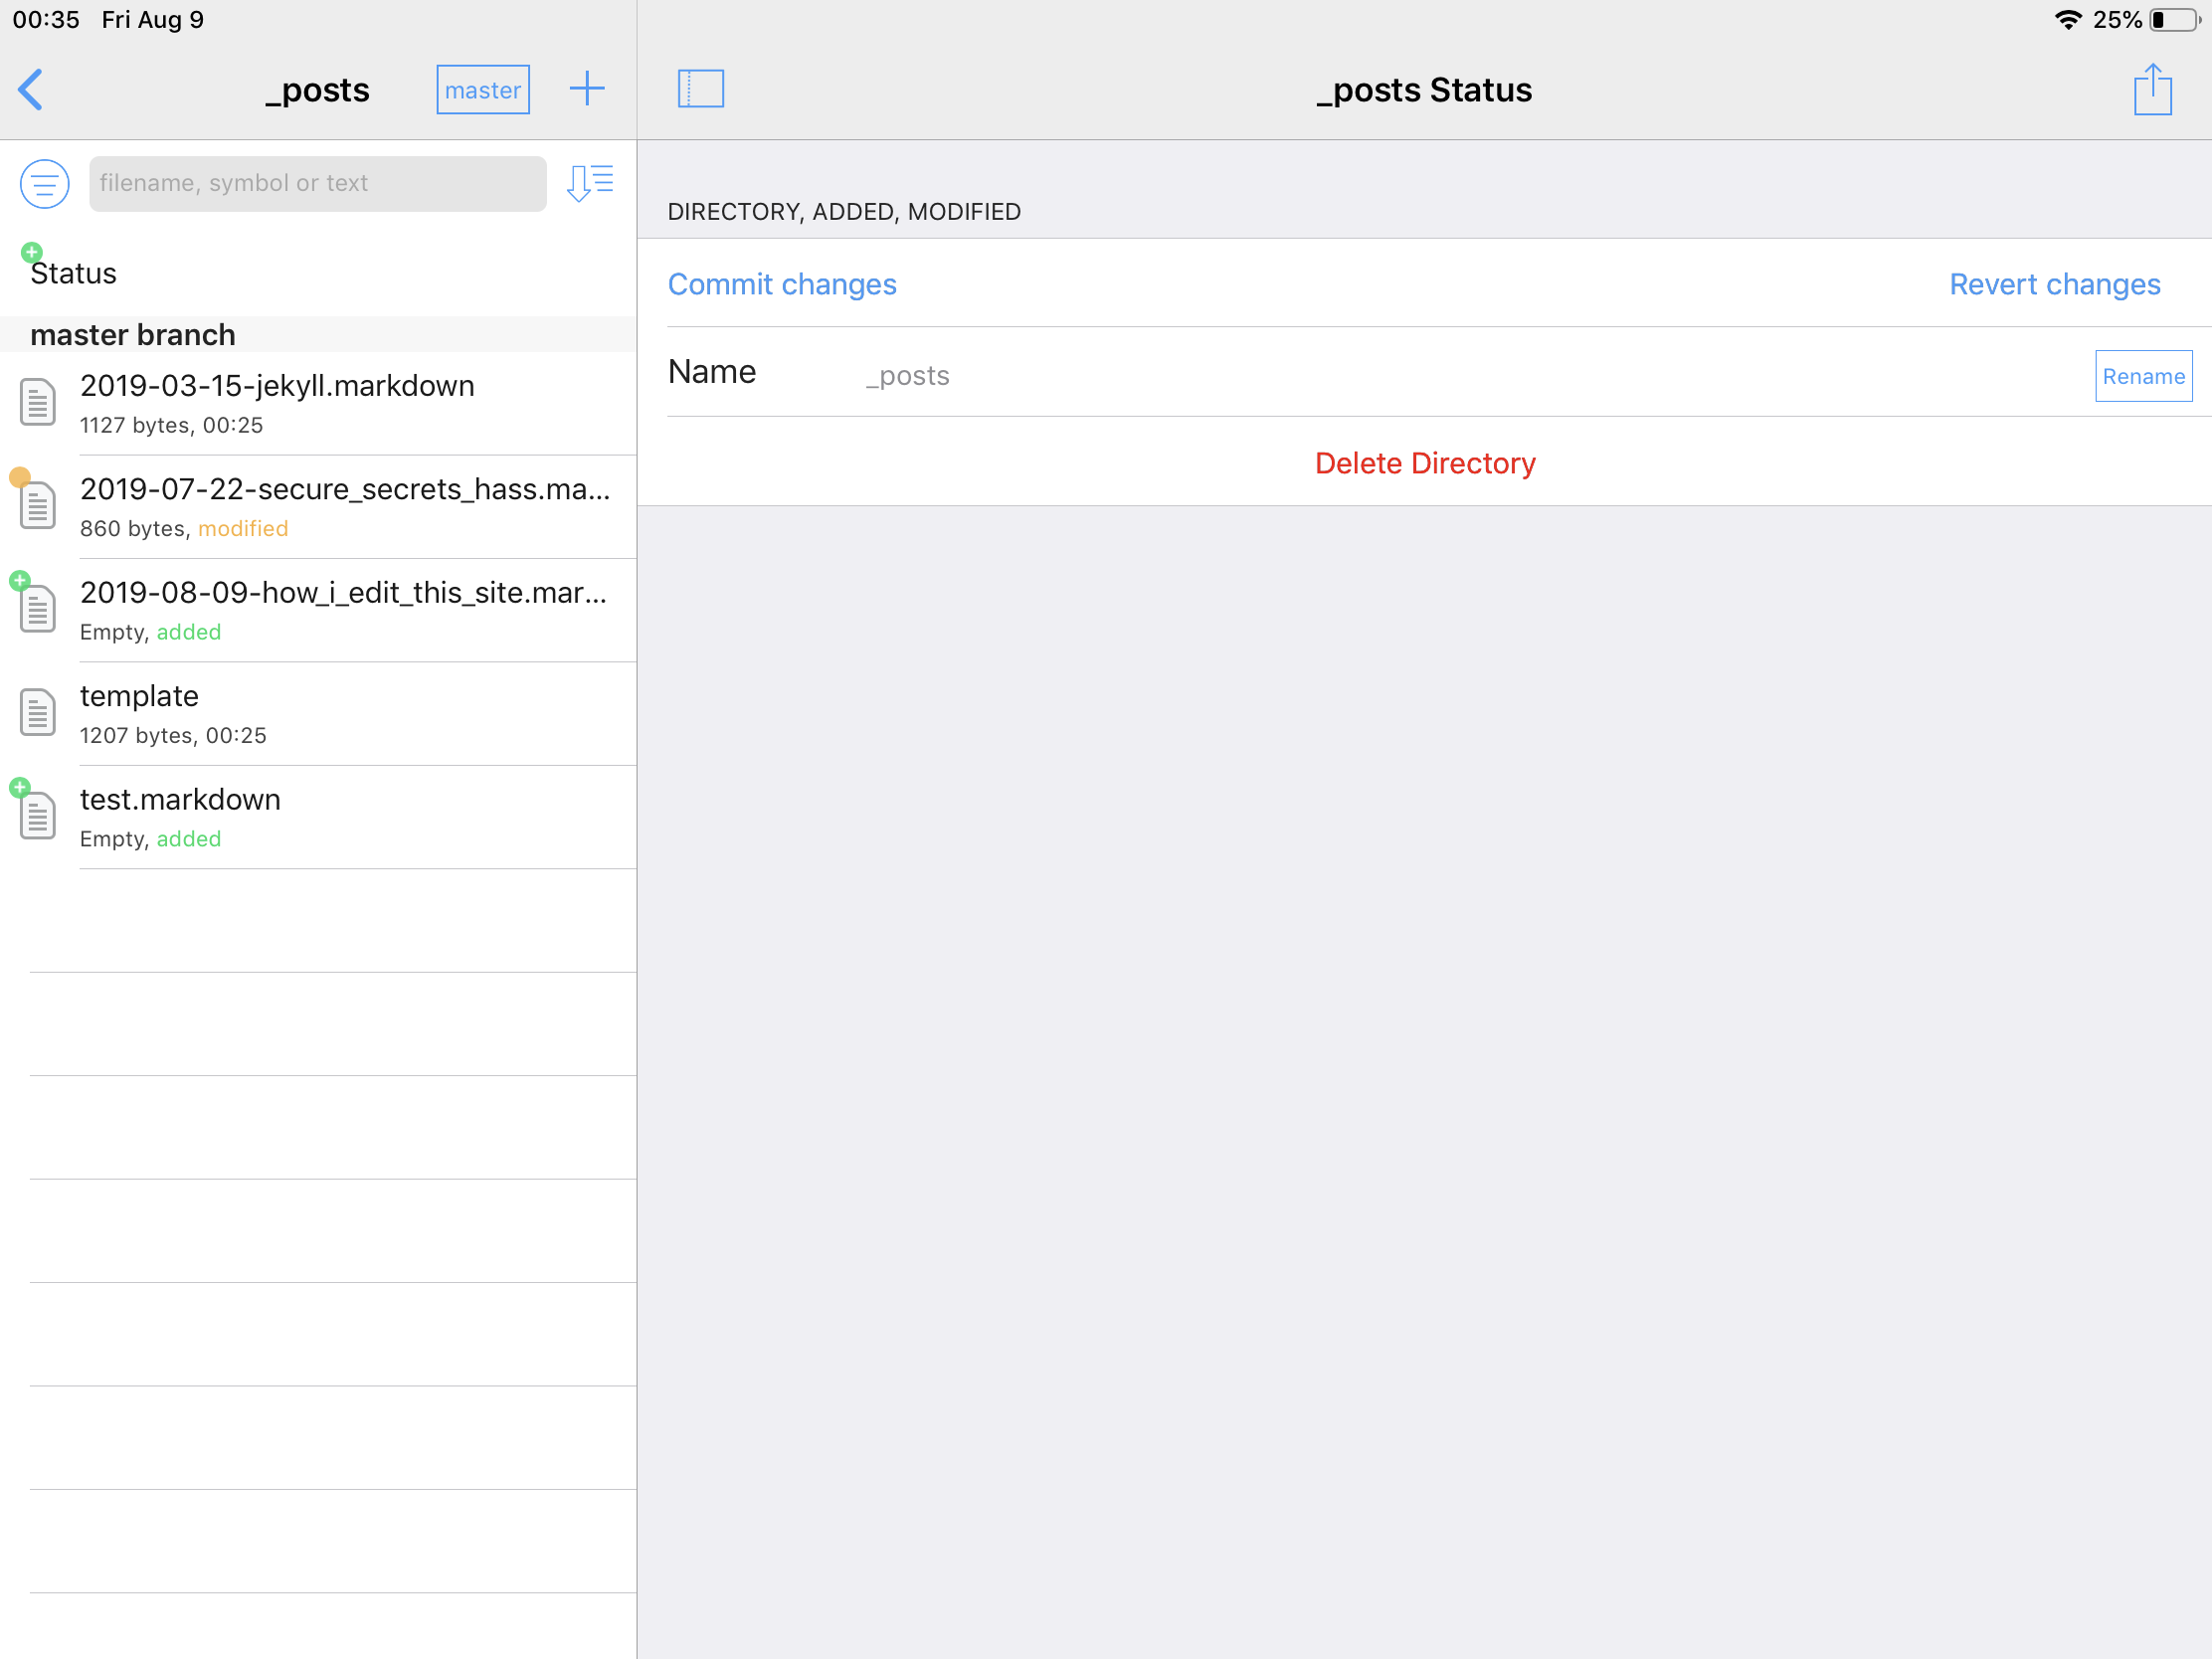 00:35 Fri Aug 9
25%
_posts
master
_posts Status
filename, symbol or text
Status
master branch
2019-03-15-jekyll.markdown
1127 bytes, 00:25
2019-07-22-secure_secrets_hass.ma...
860 bytes, modified
2019-08-09-how_i_edit_this_site.mar...
Empty, added
template
1207 bytes, 00:25
test.markdown
Empty, added
DIRECTORY, ADDED, MODIFIED
Commit changes
Revert changes
Name
_posts
Rename
Delete Directory